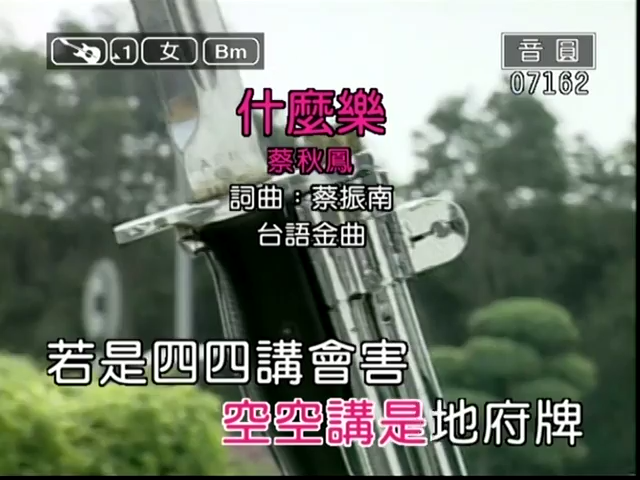 ♪1 女 Bm 音圓
07162
什麼樂
蔡秋鳳
詞曲：蔡振南
台語金曲
若是四四講會害
空空講是地府牌